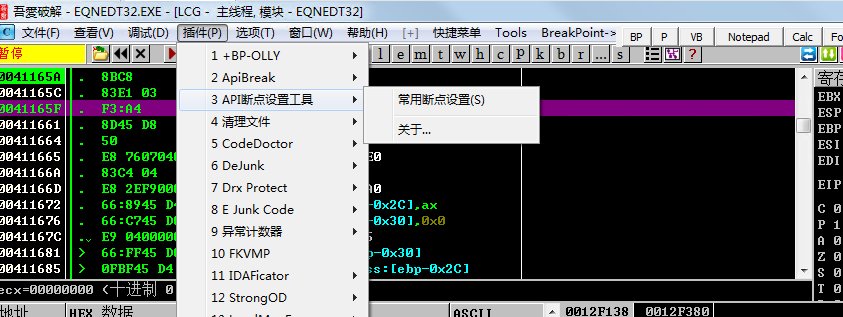 吾愛破解 - EQNEDT32.EXE - [LCG - 主线程, 模块 - EQNEDT32]
C 文件(F) 查看(V) 调试(D) 插件(P) 选项(T) 窗口(W) 帮助(H) [+] 快捷菜单 Tools BreakPoint-> BP P VB Notepad Calc
暂停 l e m t w h c p k b r ... s
0041165A . 8BC8
0041165C . 83E1 03
0041165F . F3:A4
00411661 . 8D45 D8
00411664 . 50
00411665 . E8 7607040
0041166A . 83C4 04
0041166D . E8 2EF9000
00411672 . 66:8945 D
00411676 . 66:C745 D
0041167C . E9 0400000
00411681 > 66:FF45 D
00411685 > 0FBF45 D4
1 +BP-OLLY
2 ApiBreak
3 API断点设置工具
4 清理文件
5 CodeDoctor
6 DeJunk
7 Drx Protect
8 E Junk Code
9 异常计数器
10 FKVMP
11 IDAFicator
12 StrongOD
常用断点设置(S)
关于...
E0
A0
-0x2C],ax
-0x30],0x0
p-0x30]
ss:[ebp-0x2C]
寄存
EBX
ESP
EBP
ESI
EDI
EIP
C 0
P 1
A 0
Z 0
S 0
T 0
ecx=00000000 (十进制 0
地址 HEX 数据 ASCII 0012F138 0012F380